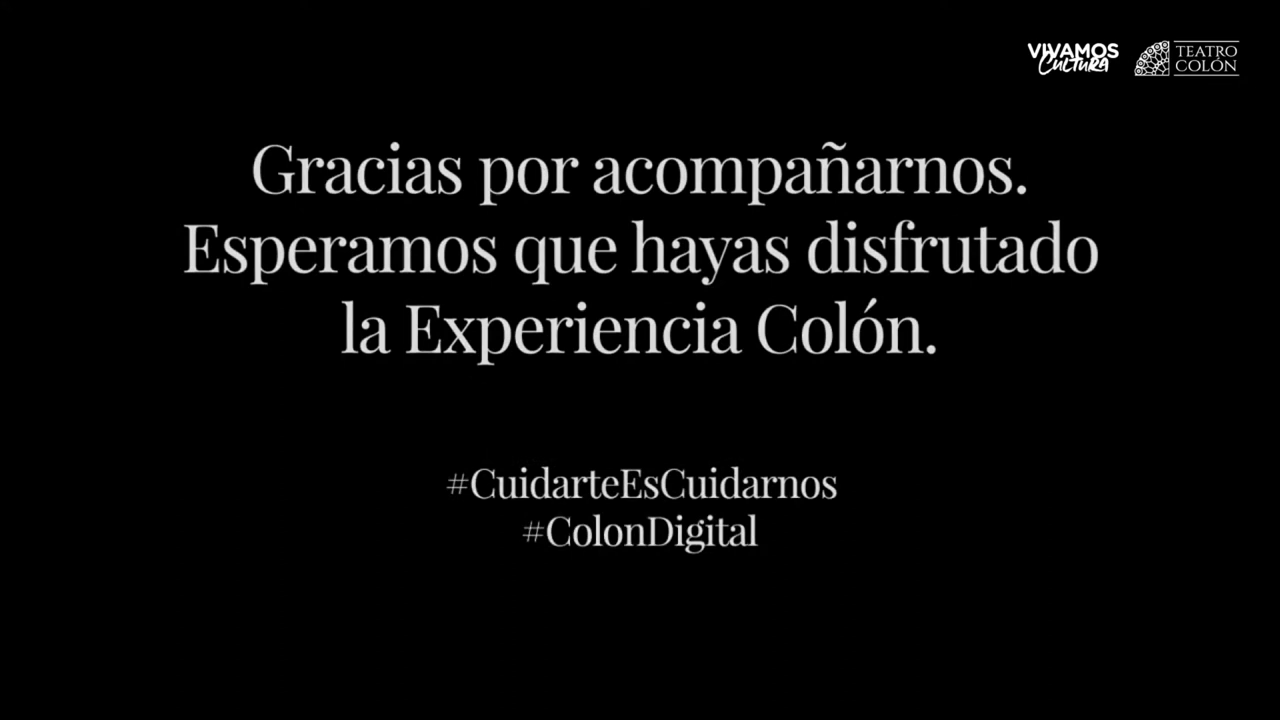 VIVAMOS
CULTURA
TEATRO
COLÓN
Gracias por acompañarnos.
Esperamos que hayas disfrutado
la Experiencia Colón.
#CuidarteEsCuidarnos
#ColonDigital